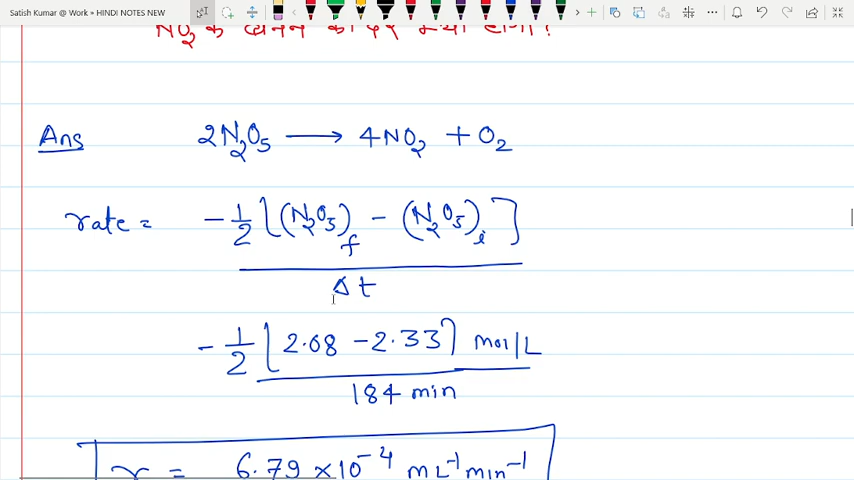 Satish Kumar @ Work » HINDI NOTES NEW
NO₂ के
Ans 2N₂O₅ ⟶ 4NO₂ + O₂
rate = -1/2 [(N₂O₅)f - (N₂O₅)i]
Δt
-1/2 [2.08 - 2.33] mol/L
184 min
r = 6.79 × 10⁻⁴ mL⁻¹ min⁻¹